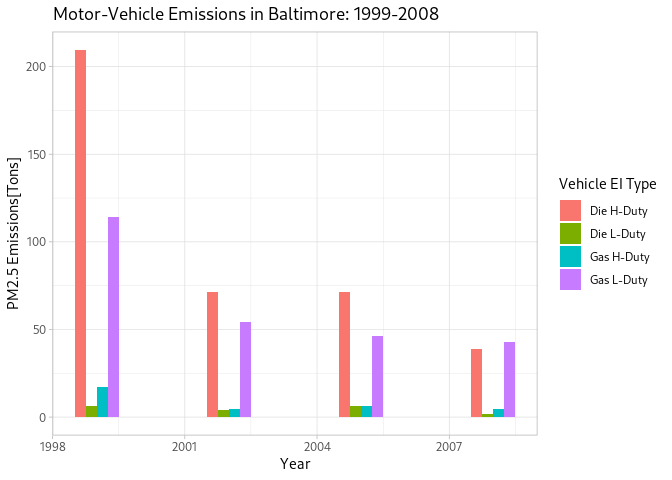 Motor-Vehicle Emissions in Baltimore: 1999-2008
PM2.5 Emissions[Tons]
200
150
100
50
0
1998
2001
2004
2007
Year
Vehicle EI Type
Die H-Duty
Die L-Duty
Gas H-Duty
Gas L-Duty